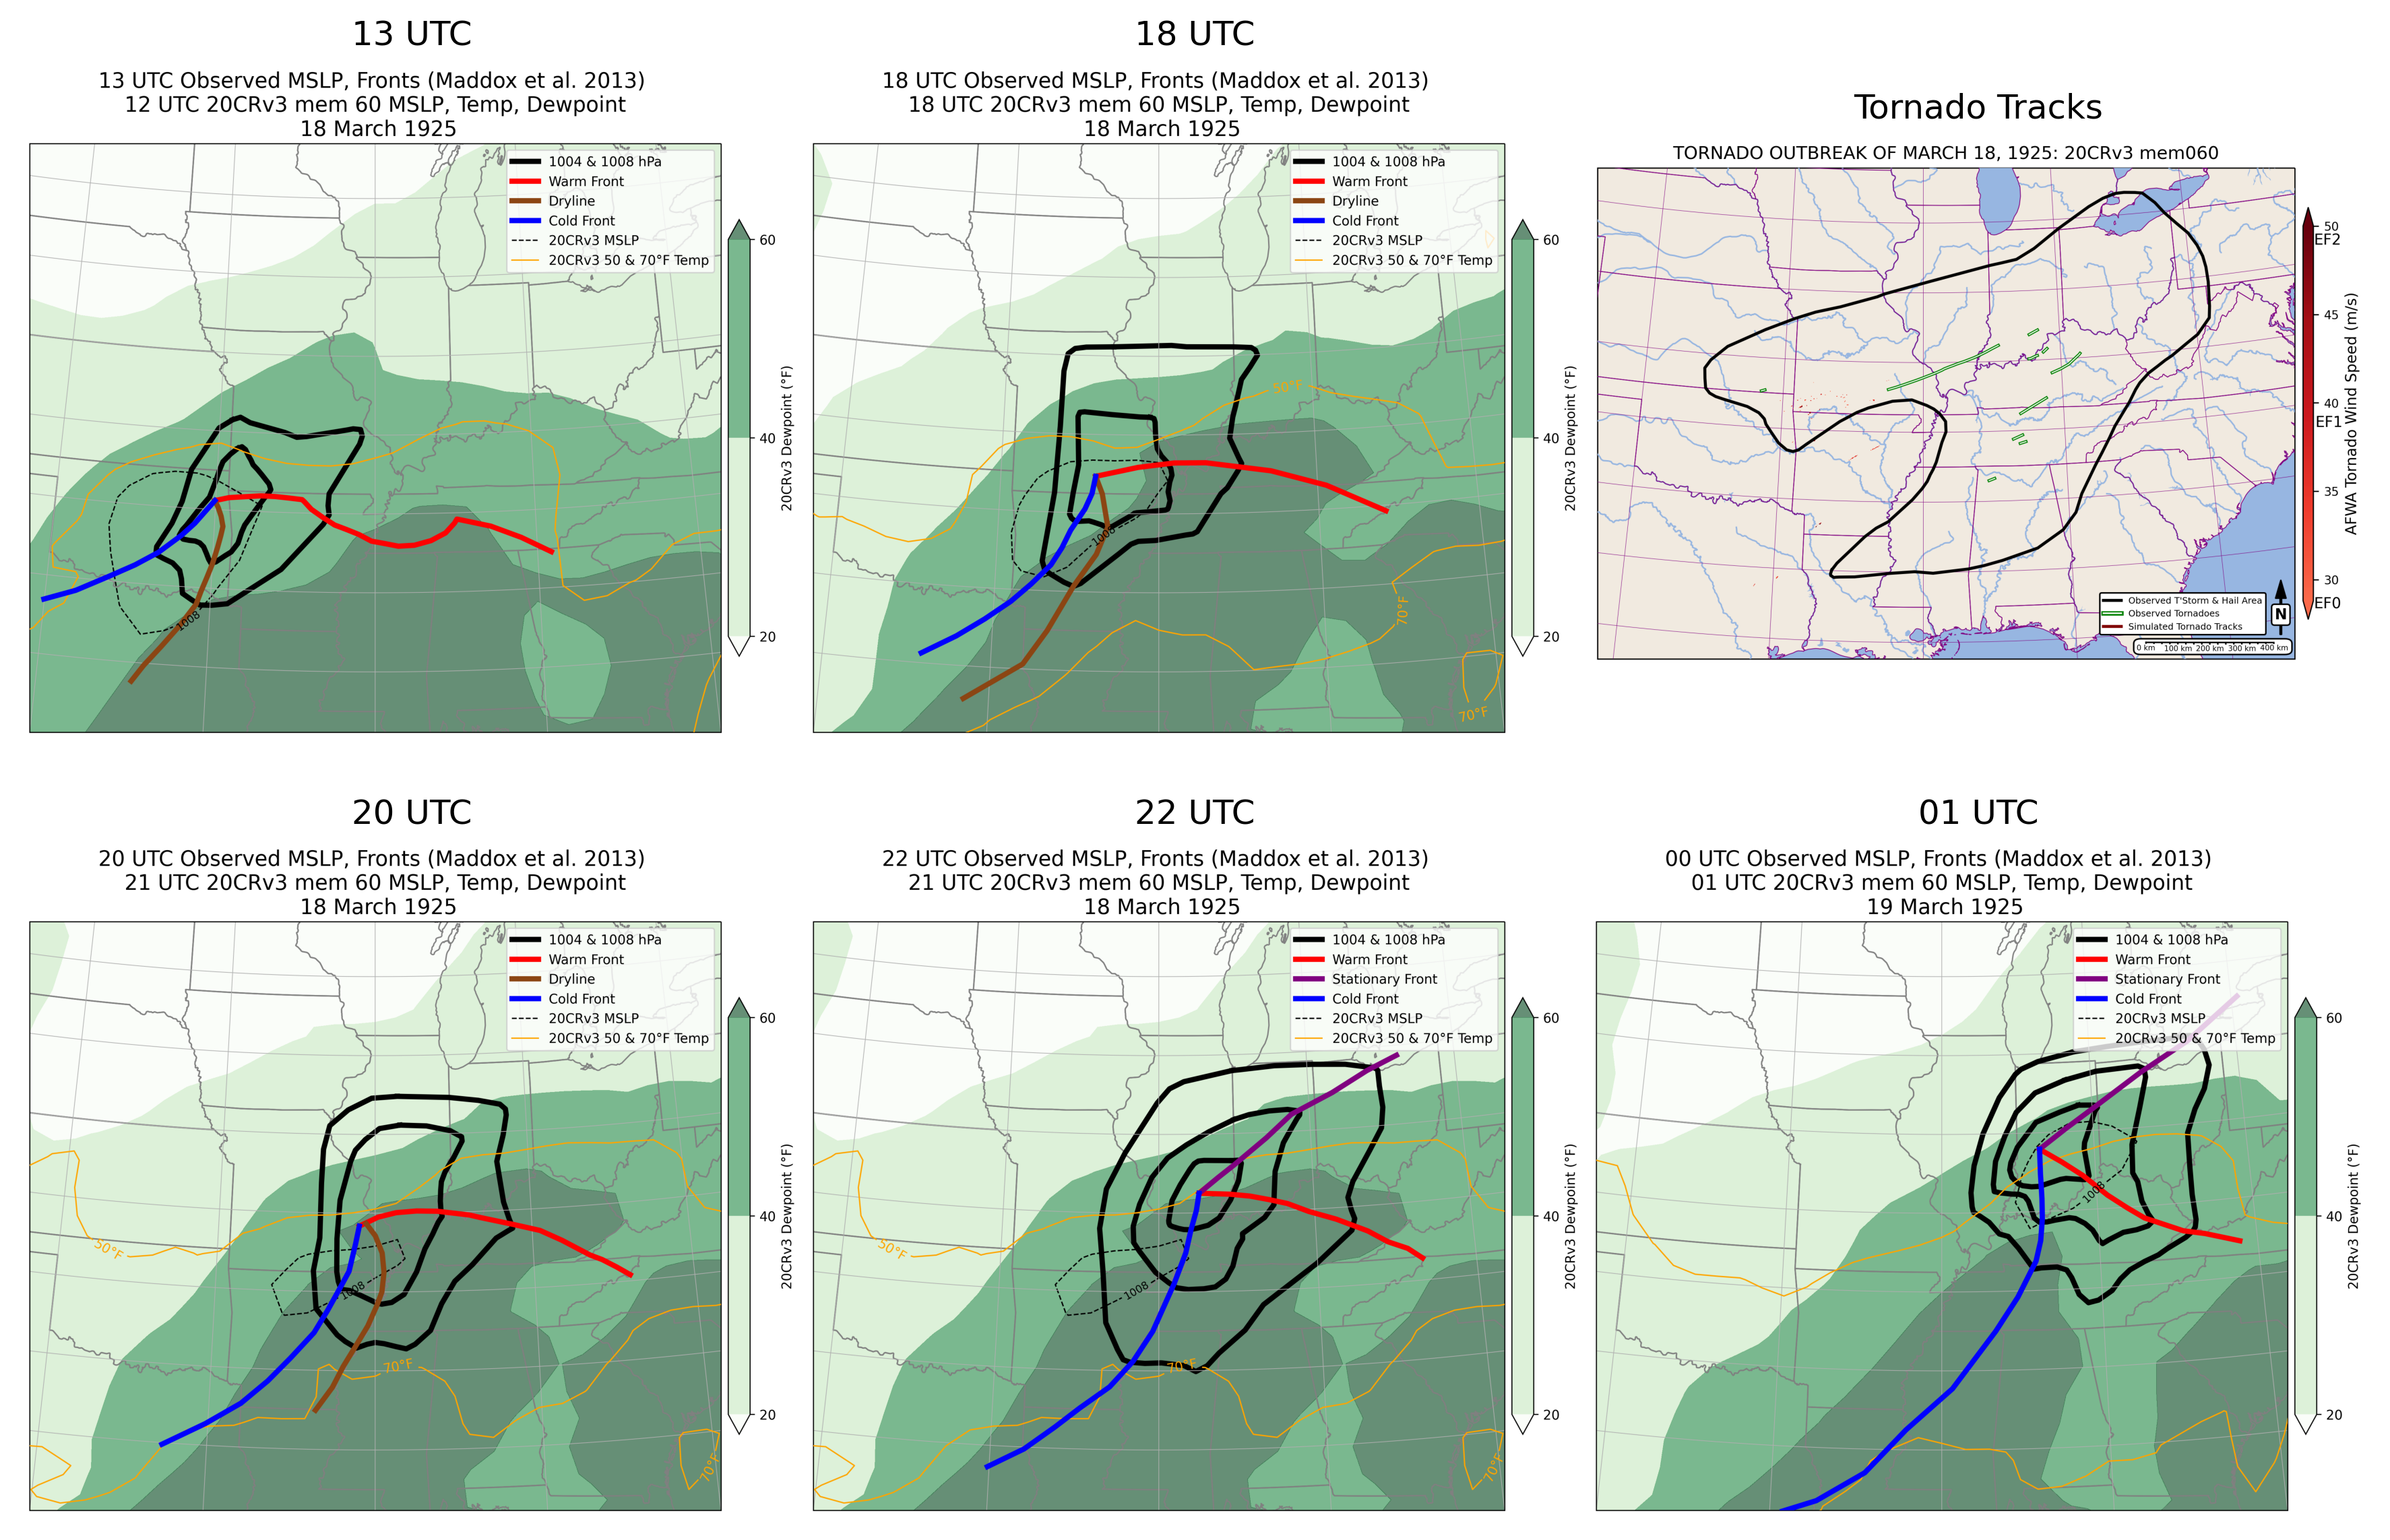 13 UTC
13 UTC Observed MSLP, Fronts (Maddox et al. 2013)
12 UTC 20CRv3 mem 60 MSLP, Temp, Dewpoint
18 March 1925
1004 & 1008 hPa
Warm Front
Dryline
Cold Front
20CRv3 MSLP
20CRv3 50 & 70°F Temp
1008
60
40
20
20CRv3 Dewpoint (°F)
18 UTC
18 UTC Observed MSLP, Fronts (Maddox et al. 2013)
18 UTC 20CRv3 mem 60 MSLP, Temp, Dewpoint
18 March 1925
1004 & 1008 hPa
Warm Front
Dryline
Cold Front
20CRv3 MSLP
20CRv3 50 & 70°F Temp
50°F
1008
70°F
70°F
60
40
20
20CRv3 Dewpoint (°F)
Tornado Tracks
TORNADO OUTBREAK OF MARCH 18, 1925: 20CRv3 mem060
Observed T'Storm & Hail Area
Observed Tornadoes
Simulated Tornado Tracks
N
0 km 100 km 200 km 300 km 400 km
50
EF2
45
40
EF1
35
30
EF0
AFWA Tornado Wind Speed (m/s)
20 UTC
20 UTC Observed MSLP, Fronts (Maddox et al. 2013)
21 UTC 20CRv3 mem 60 MSLP, Temp, Dewpoint
18 March 1925
1004 & 1008 hPa
Warm Front
Dryline
Cold Front
20CRv3 MSLP
20CRv3 50 & 70°F Temp
50°F
1008
70°F
70°F
60
40
20
20CRv3 Dewpoint (°F)
22 UTC
22 UTC Observed MSLP, Fronts (Maddox et al. 2013)
21 UTC 20CRv3 mem 60 MSLP, Temp, Dewpoint
18 March 1925
1004 & 1008 hPa
Warm Front
Stationary Front
Cold Front
20CRv3 MSLP
20CRv3 50 & 70°F Temp
50°F
1008
70°F
70°F
60
40
20
20CRv3 Dewpoint (°F)
01 UTC
00 UTC Observed MSLP, Fronts (Maddox et al. 2013)
01 UTC 20CRv3 mem 60 MSLP, Temp, Dewpoint
19 March 1925
1004 & 1008 hPa
Warm Front
Stationary Front
Cold Front
20CRv3 MSLP
20CRv3 50 & 70°F Temp
1008
60
40
20
20CRv3 Dewpoint (°F)